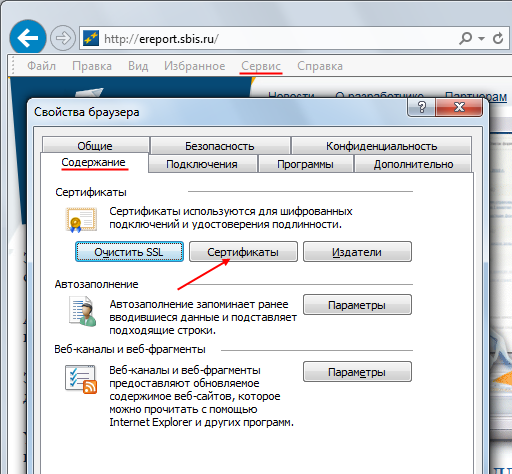 http://ereport.sbis.ru/
Файл Правка Вид Избранное Сервис Справка
Новости О разработчике Партнерам
Свойства браузера
Общие Безопасность Конфиденциальность
Содержание Подключения Программы Дополнительно
Сертификаты
Сертификаты используются для шифрованных
подключений и удостоверения подлинности.
Очистить SSL Сертификаты Издатели
Автозаполнение
Автозаполнение запоминает ранее
вводившиеся данные и подставляет
подходящие строки.
Параметры
Веб-каналы и веб-фрагменты
Веб-каналы и веб-фрагменты
предоставляют обновляемое
содержимое веб-сайтов, которое
можно прочитать с помощью
Internet Explorer и других программ.
Параметры